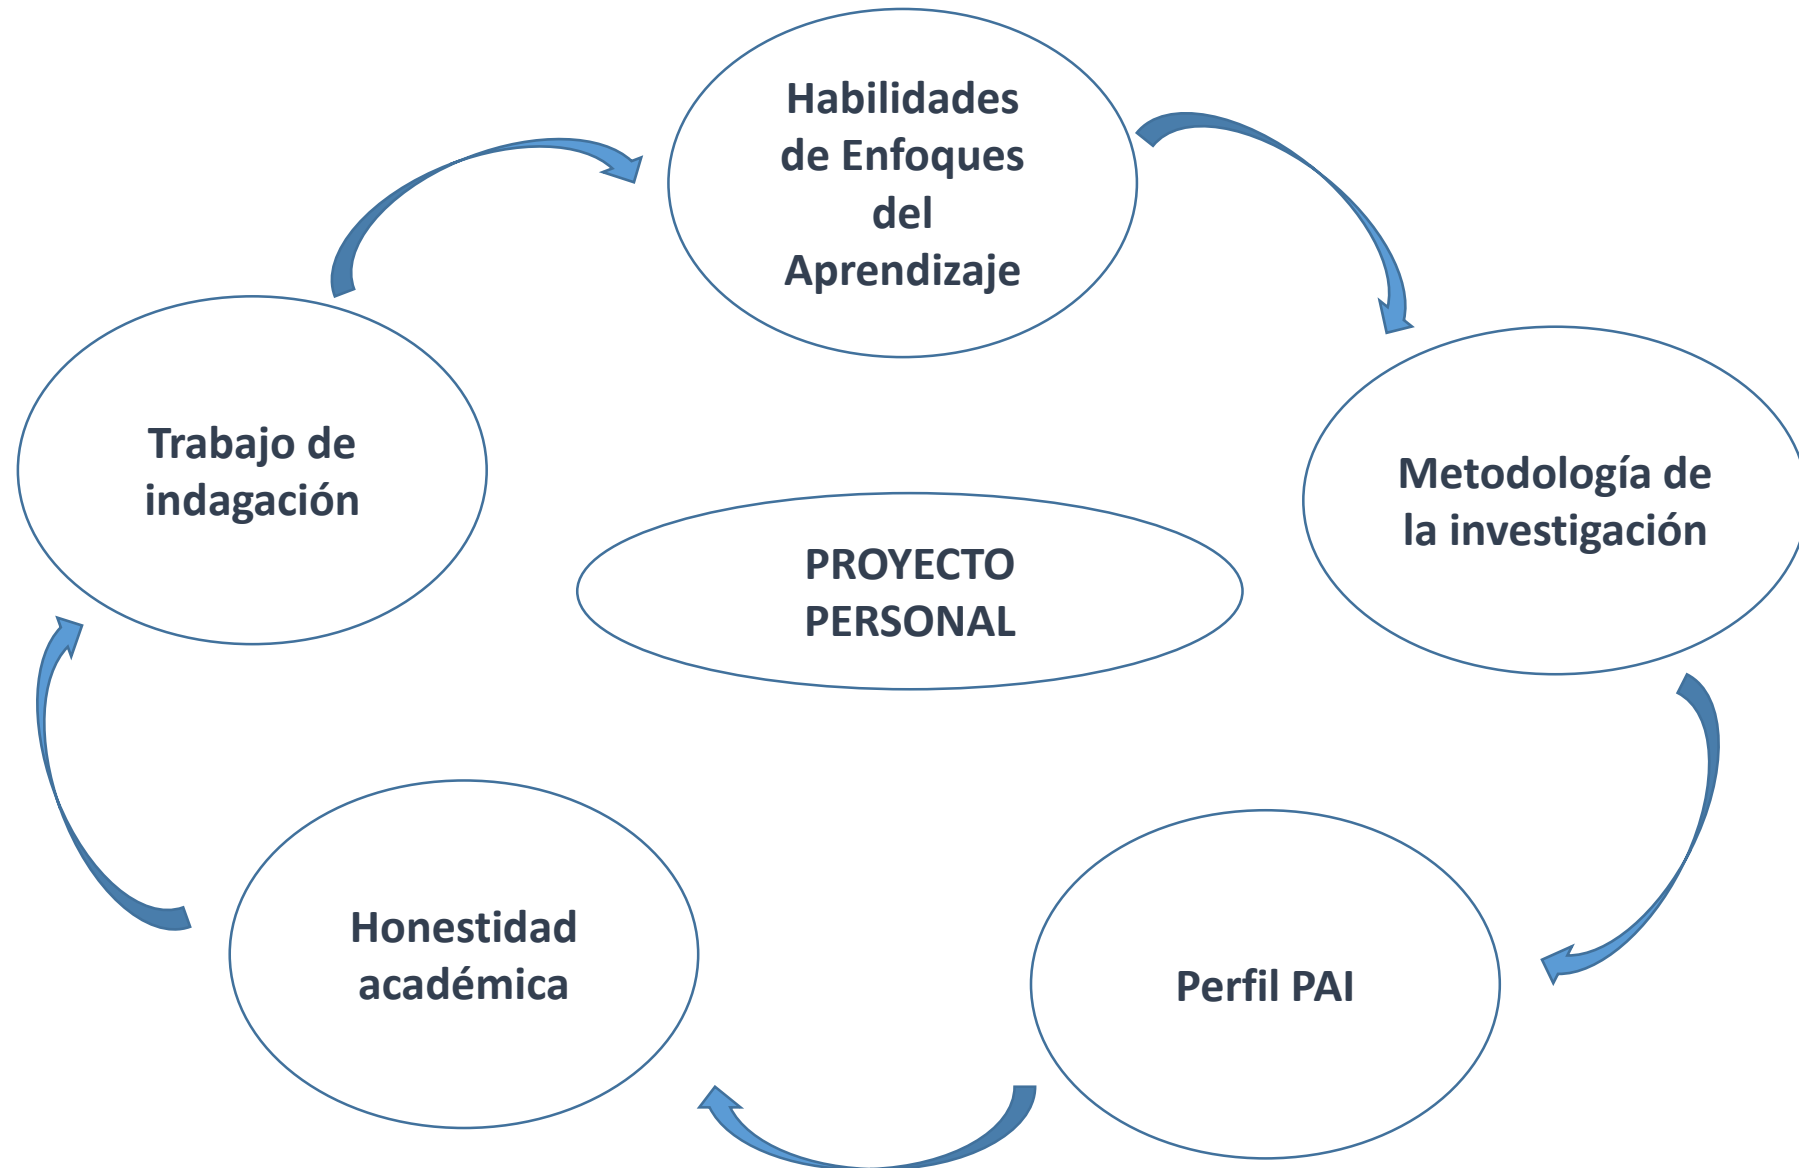 Habilidades
de Enfoques
del
Aprendizaje
Trabajo de
indagación
Metodología de
la investigación
PROYECTO
PERSONAL
Honestidad
académica
Perfil PAI